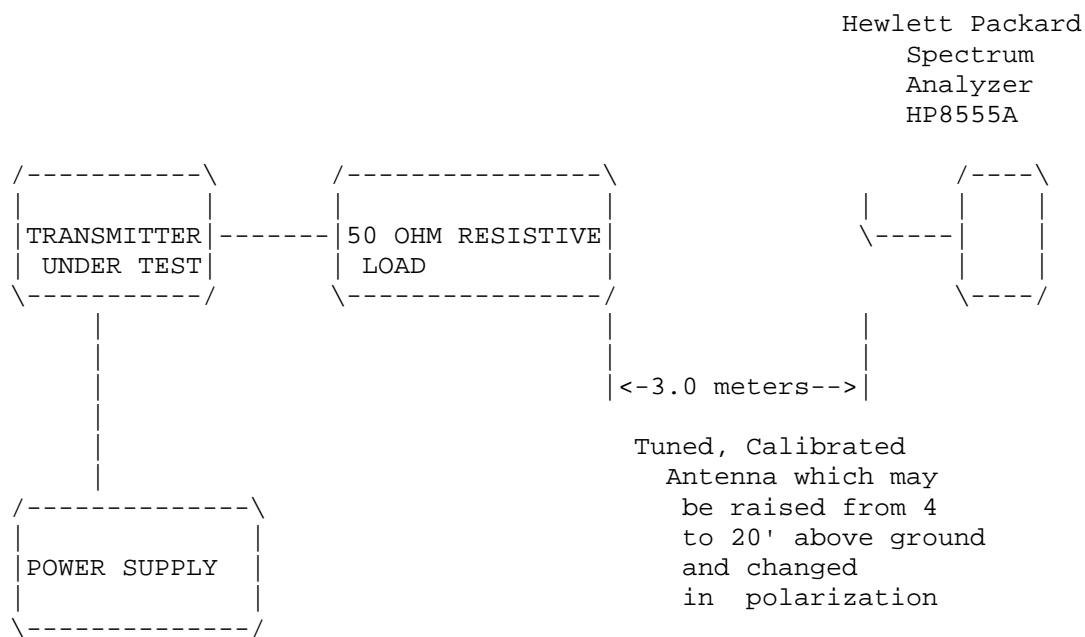 Hewlett Packard
Spectrum
Analyzer
HP8555A
TRANSMITTER
UNDER TEST
50 OHM RESISTIVE
LOAD
<-3.0 meters-->
Tuned, Calibrated
Antenna which may
be raised from 4
to 20' above ground
and changed
in polarization
POWER SUPPLY